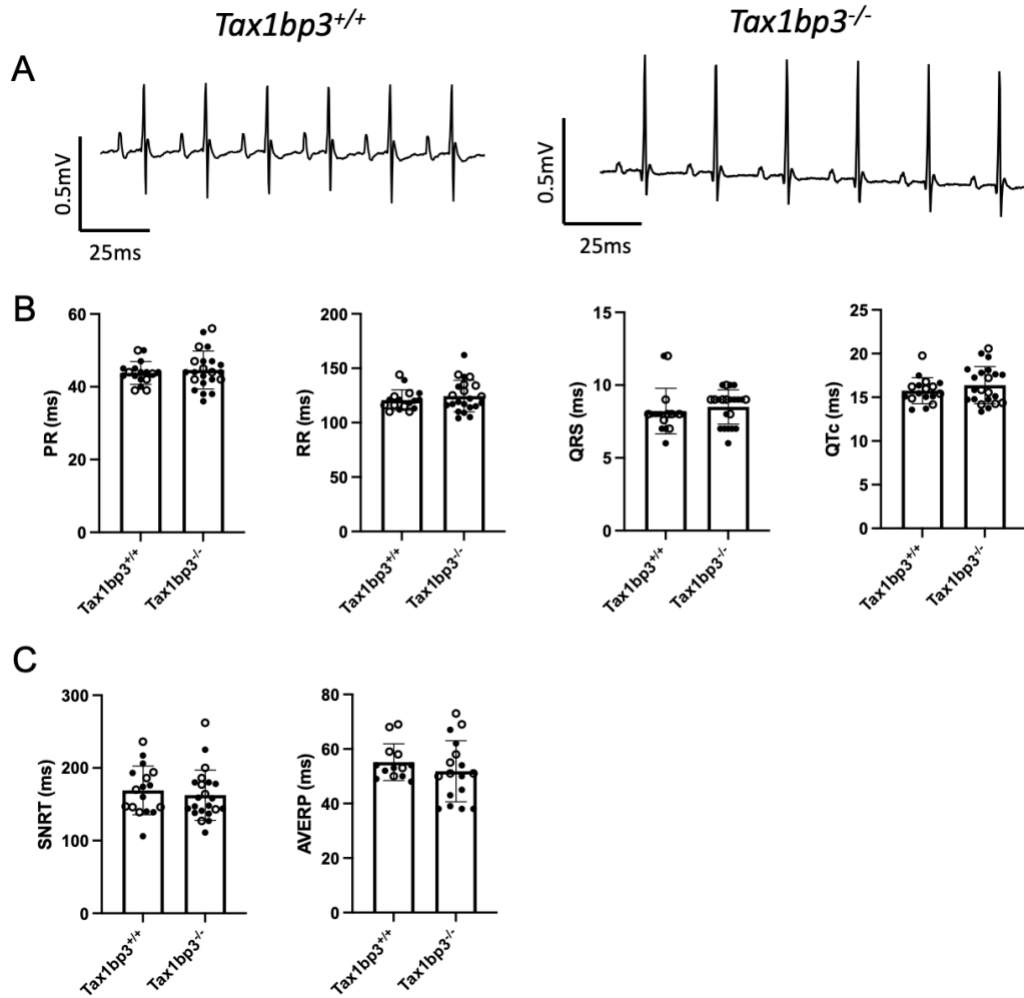 Tax1bp3+/+
Tax1bp3-/-
A
0.5mV
25ms
0.5mV
25ms
B
60
40
20
0
PR (ms)
Tax1bp3+/+
Tax1bp3-/-
200
150
100
50
0
RR (ms)
Tax1bp3+/+
Tax1bp3-/-
15
10
5
0
QRS (ms)
Tax1bp3+/+
Tax1bp3-/-
25
20
15
10
5
0
QTc (ms)
Tax1bp3+/+
Tax1bp3-/-
C
300
200
100
0
SNRT (ms)
Tax1bp3+/+
Tax1bp3-/-
80
60
40
20
0
AVERP (ms)
Tax1bp3+/+
Tax1bp3-/-